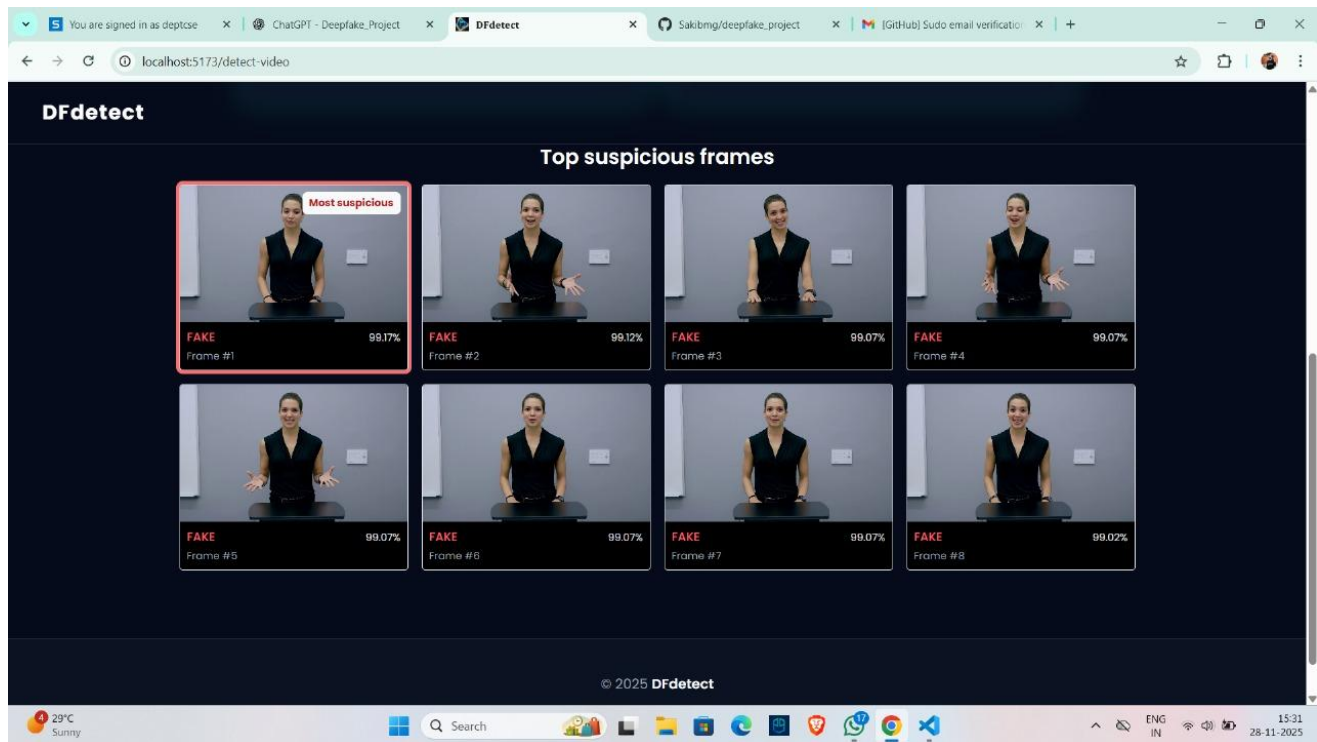 You are signed in as deptcse
ChatGPT - Deepfake_Project
DFdetect
Sakibmg/deepfake_project
[GitHub] Sudo email verification
localhost:5173/detect-video
DFdetect
Top suspicious frames
Most suspicious
FAKE 99.17%
Frame #1
FAKE 99.12%
Frame #2
FAKE 99.07%
Frame #3
FAKE 99.07%
Frame #4
FAKE 99.07%
Frame #5
FAKE 99.07%
Frame #6
FAKE 99.07%
Frame #7
FAKE 99.02%
Frame #8
© 2025 DFdetect
4
29°C
Sunny
Search
17
ENG
IN
15:31
28-11-2025